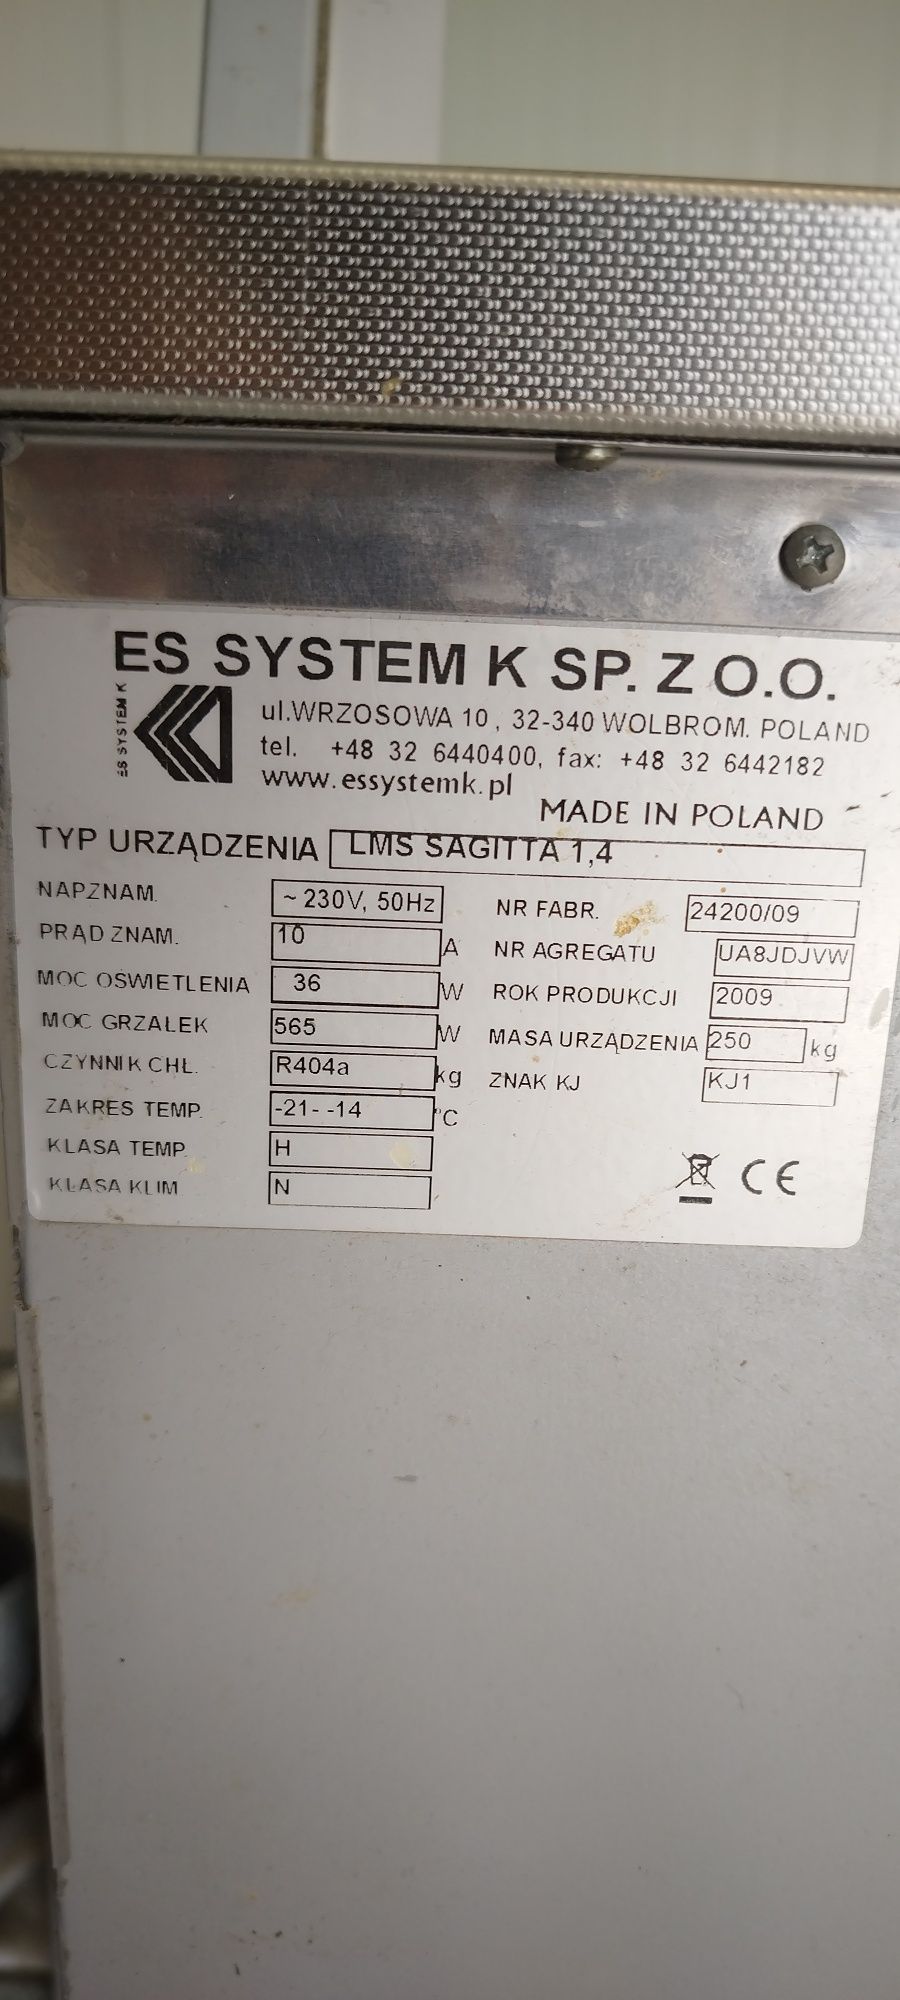 ES SYSTEM K SP. Z O.O.
ES SYSTEM K
ul.WRZOSOWA 10 , 32-340 WOLBROM. POLAND
tel. +48 32 6440400, fax: +48 32 6442182
www.essystemk.pl
MADE IN POLAND
TYP URZĄDZENIA LMS SAGITTA 1,4
NAPZNAM. ~ 230V, 50Hz
PRĄD ZNAM. 10 A
MOC OŚWIETLENIA 36 W
MOC GRZAŁEK 565 W
CZYNNIK CHŁ. R404a kg
ZAKRES TEMP. -21- -14 °C
KLASA TEMP. H
KLASA KLIM N
NR FABR. 24200/09
NR AGREGATU UA8JDJVW
ROK PRODUKCJI 2009
MASA URZĄDZENIA 250 kg
ZNAK KJ KJ1
CE